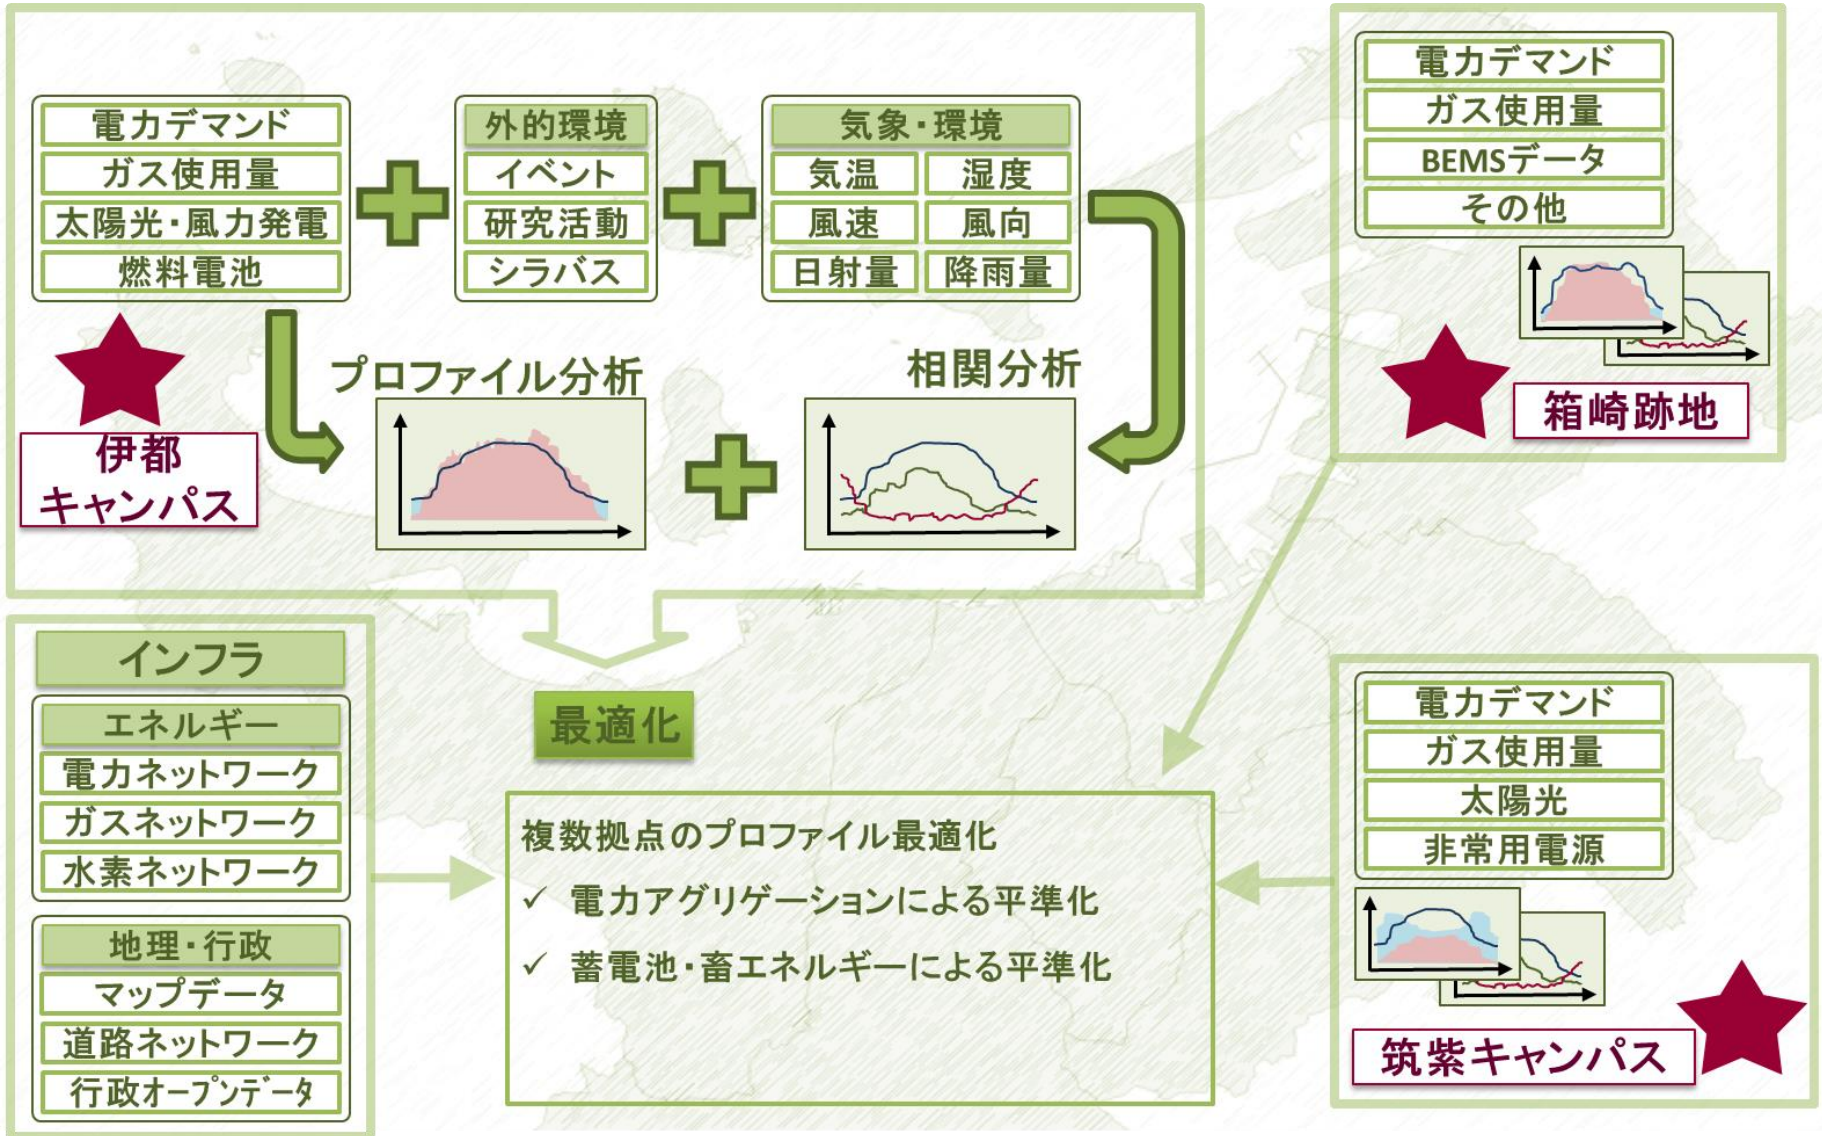 電力デマンド
ガス使用量
太陽光・風力発電
燃料電池
外的環境
イベント
研究活動
シラバス
気象・環境
気温
湿度
風速
風向
日射量
降雨量
伊都
キャンパス
プロファイル分析
相関分析
電力デマンド
ガス使用量
BEMSデータ
その他
箱崎跡地
インフラ
エネルギー
電力ネットワーク
ガスネットワーク
水素ネットワーク
地理・行政
マップデータ
道路ネットワーク
行政オープンデータ
最適化
複数拠点のプロファイル最適化
✓ 電力アグリゲーションによる平準化
✓ 蓄電池・畜エネルギーによる平準化
電力デマンド
ガス使用量
太陽光
非常用電源
筑紫キャンパス